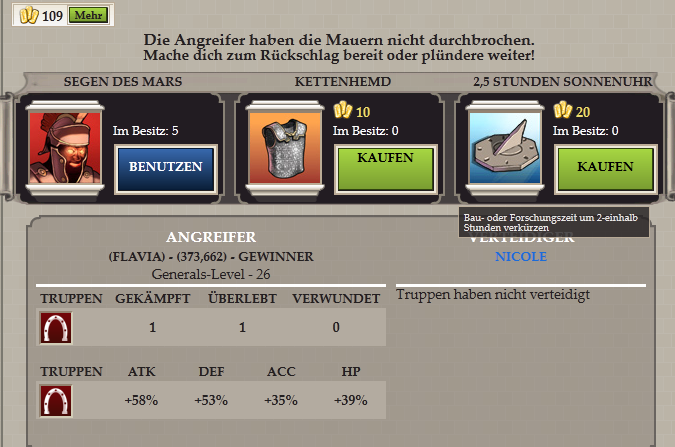 109 Mehr
Die Angreifer haben die Mauern nicht durchbrochen.
Mache dich zum Rückschlag bereit oder plündere weiter!
SEGEN DES MARS
Im Besitz: 5
BENUTZEN
KETTENHEMD
10
Im Besitz: 0
KAUFEN
2,5 STUNDEN SONNENUHR
20
Im Besitz: 0
KAUFEN
Bau- oder Forschungszeit um 2-einhalb
Stunden verkürzen
ANGREIFER
(FLAVIA) - (373,662) - GEWINNER
Generals-Level - 26
TRUPPEN GEKÄMPFT ÜBERLEBT VERWUNDET
1 1 0
TRUPPEN ATK DEF ACC HP
+58% +53% +35% +39%
VERTEIDIGER
NICOLE
Truppen haben nicht verteidigt